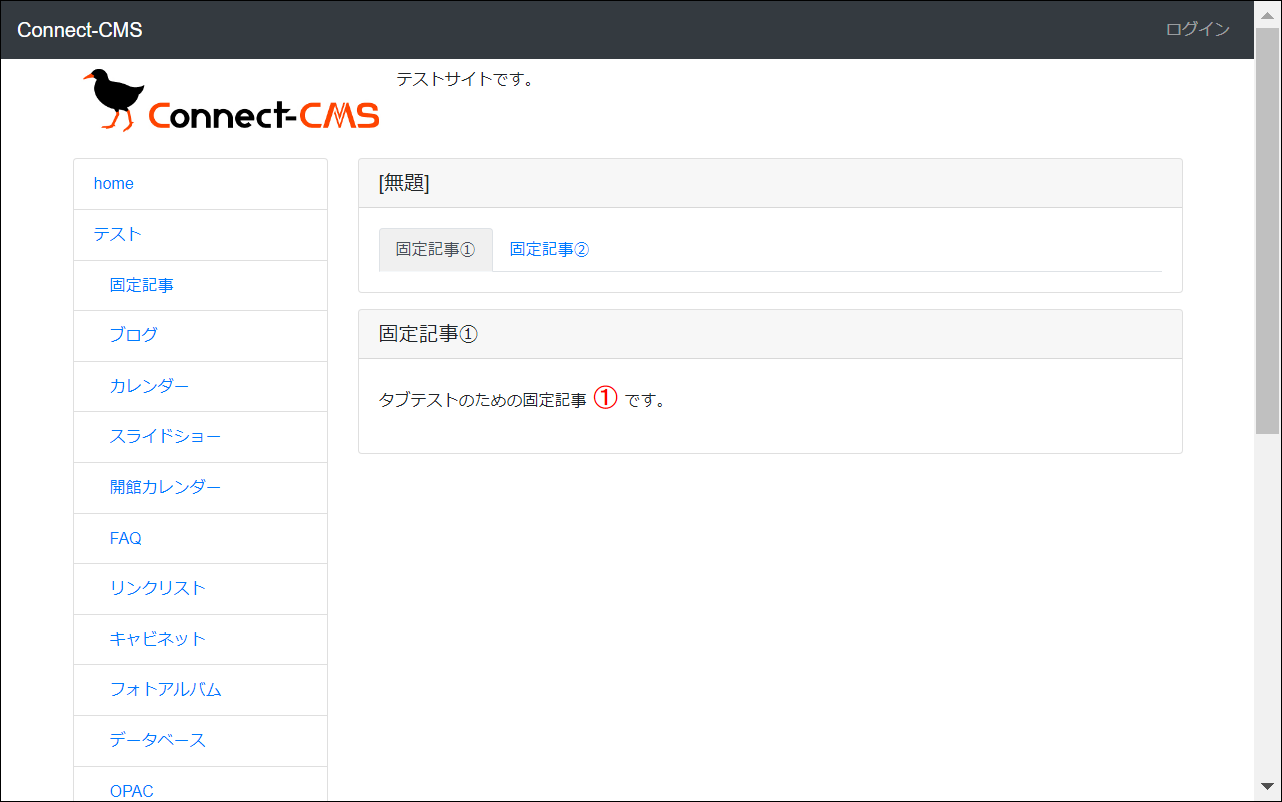 Connect-CMS
ログイン
Connect-CMS
テストサイトです。
home
テスト
固定記事
ブログ
カレンダー
スライドショー
開館カレンダー
FAQ
リンクリスト
キャビネット
フォトアルバム
データベース
OPAC
[無題]
固定記事① 固定記事②
固定記事①
タブテストのための固定記事 ① です。